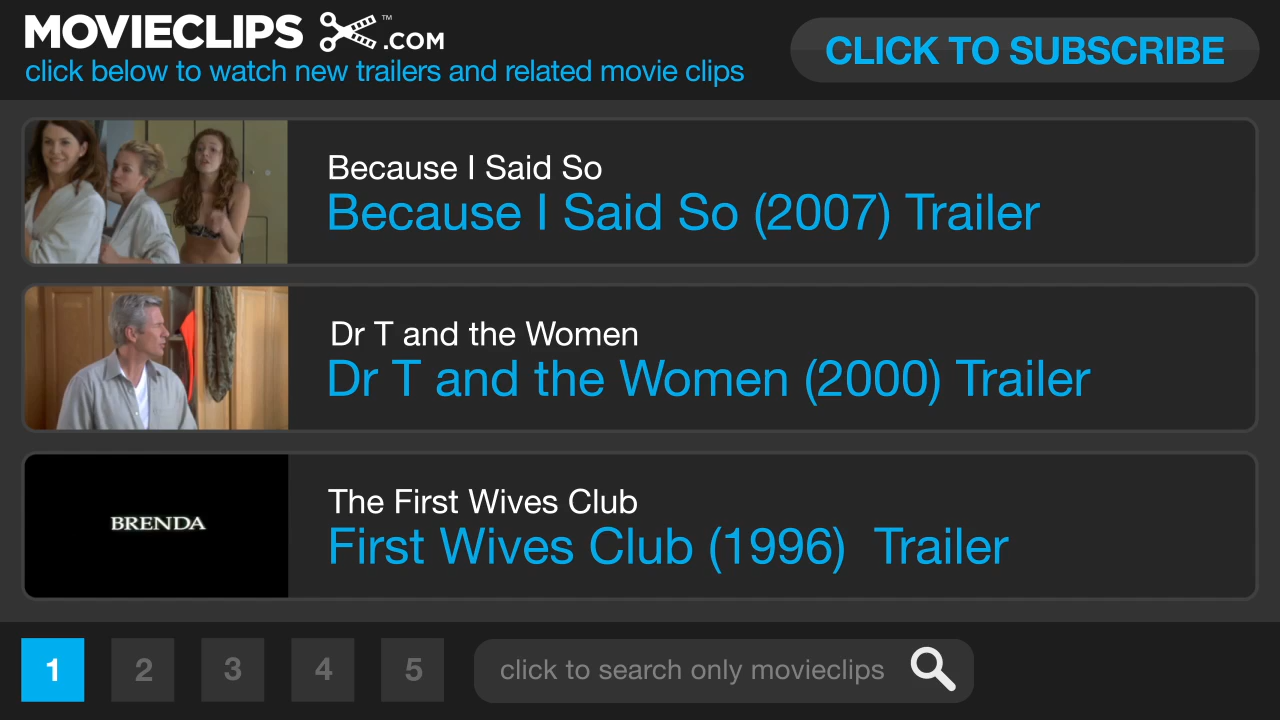 MOVIECLIPS ™ .COM
click below to watch new trailers and related movie clips
CLICK TO SUBSCRIBE
Because I Said So
Because I Said So (2007) Trailer
Dr T and the Women
Dr T and the Women (2000) Trailer
BRENDA
The First Wives Club
First Wives Club (1996) Trailer
1 2 3 4 5
click to search only movieclips